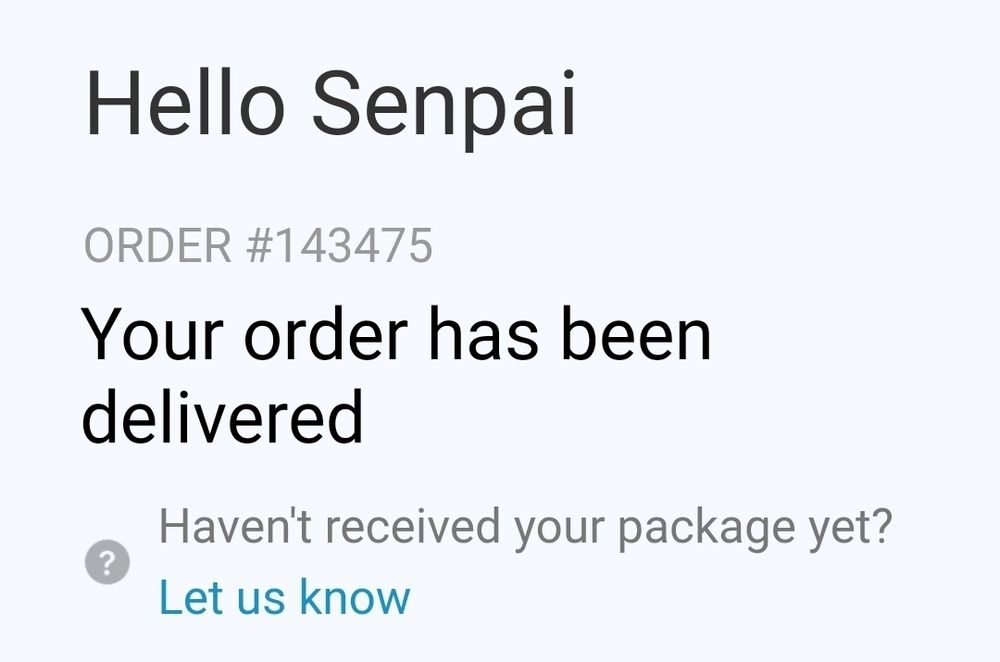 Hello Senpai
ORDER #143475
Your order has been
delivered
Haven't received your package yet?
?
Let us know